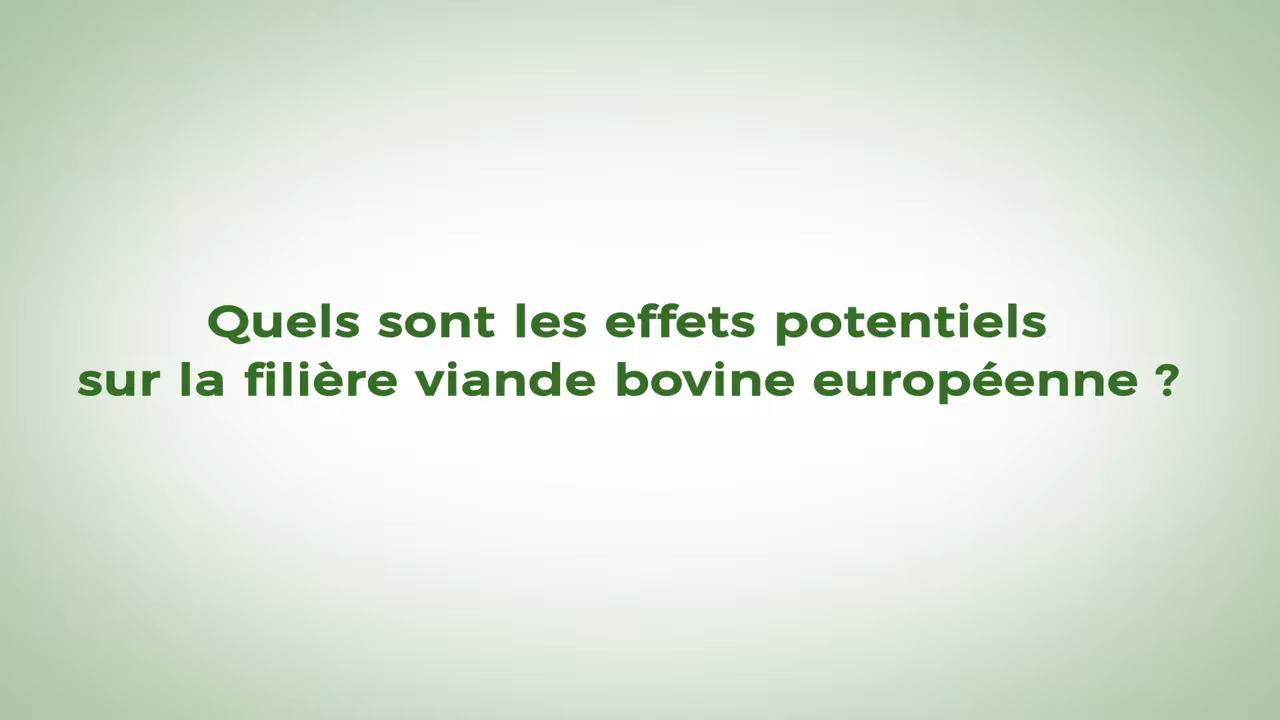 Quels sont les effets potentiels
sur la filière viande bovine européenne ?